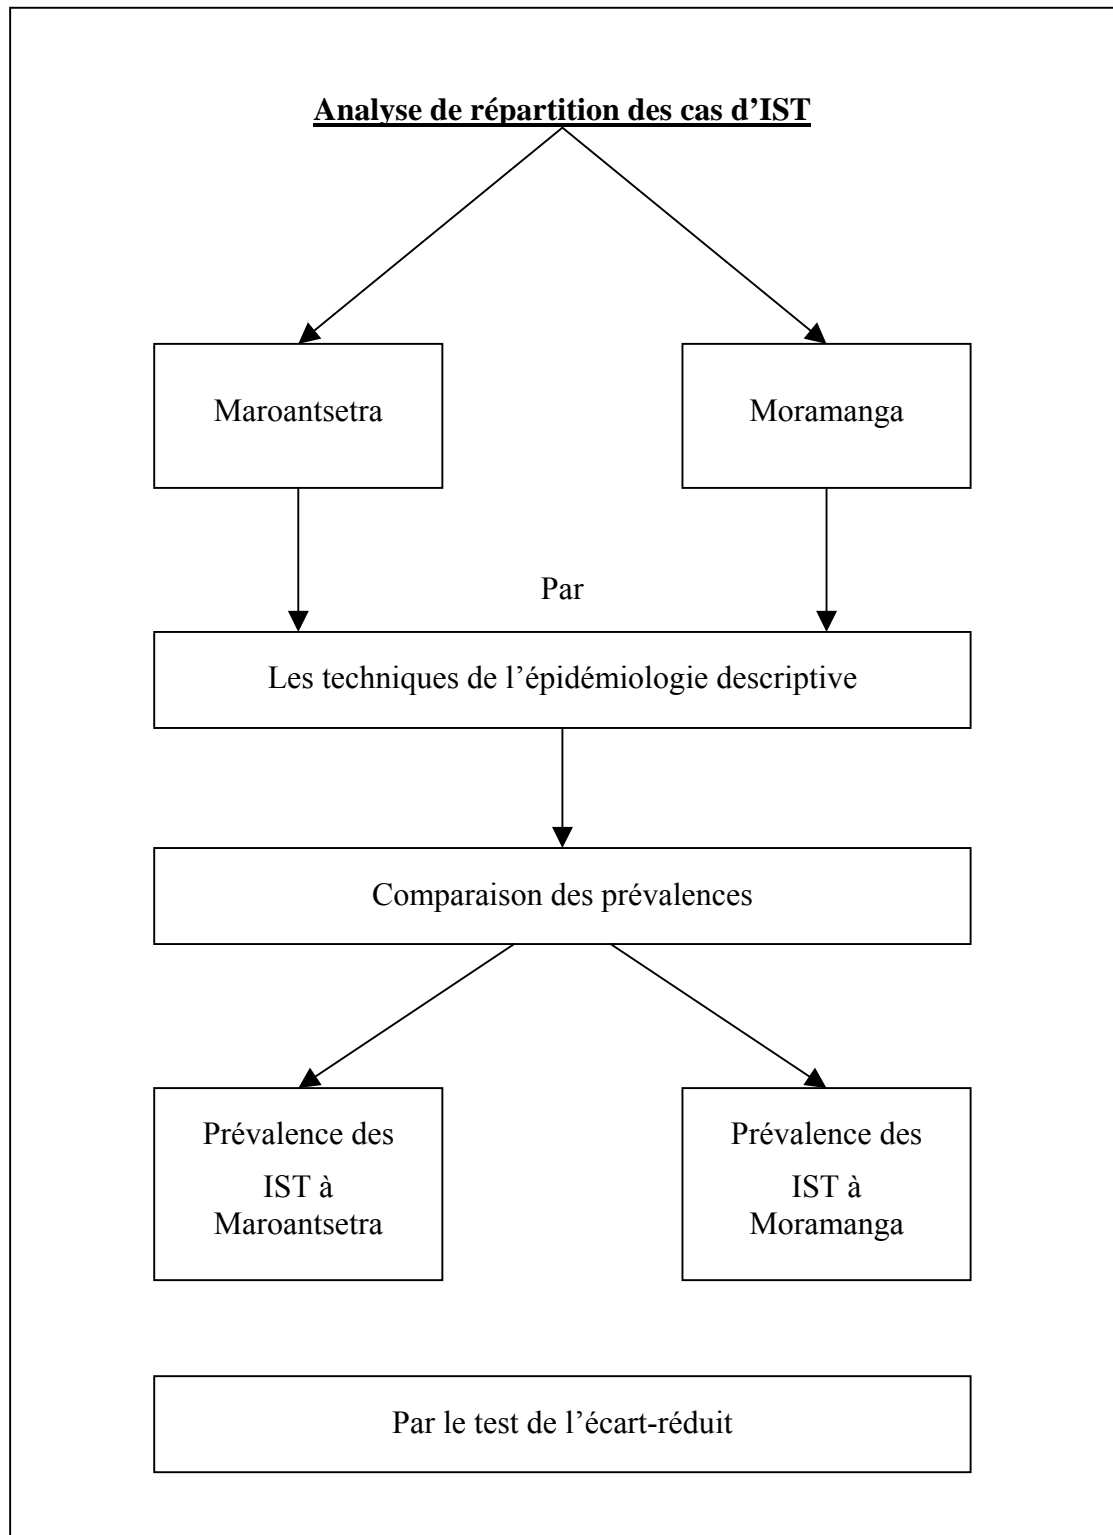 Analyse de répartition des cas d’IST
Maroantsetra
Moramanga
Par
Les techniques de l’épidémiologie descriptive
Comparaison des prévalences
Prévalence des
IST à
Maroantsetra
Prévalence des
IST à
Moramanga
Par le test de l’écart-réduit